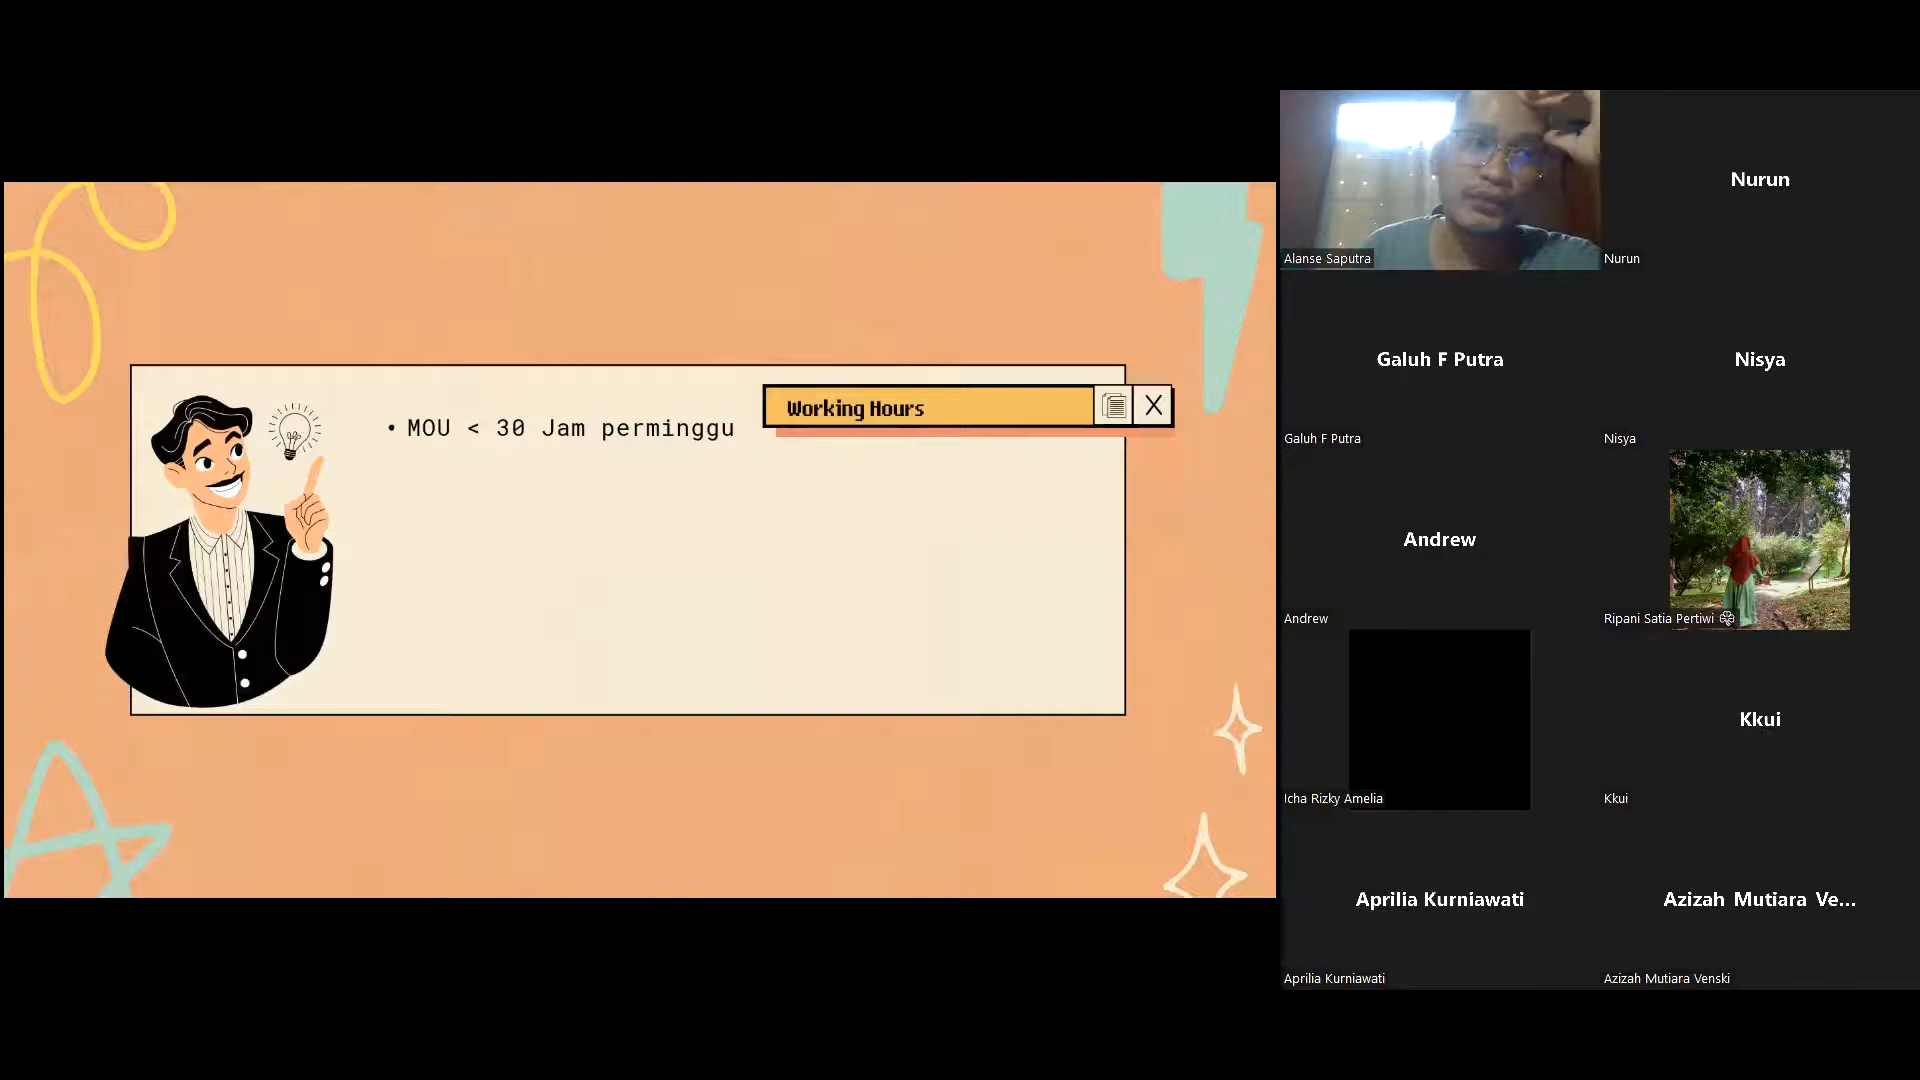 Working Hours
• MOU < 30 Jam perminggu
Alanse Saputra
Nurun
Nurun
Galuh F Putra
Galuh F Putra
Nisya
Nisya
Andrew
Andrew
Ripani Satia Pertiwi
Icha Rizky Amelia
Kkui
Kkui
Aprilia Kurniawati
Aprilia Kurniawati
Azizah Mutiara Ve...
Azizah Mutiara Venski